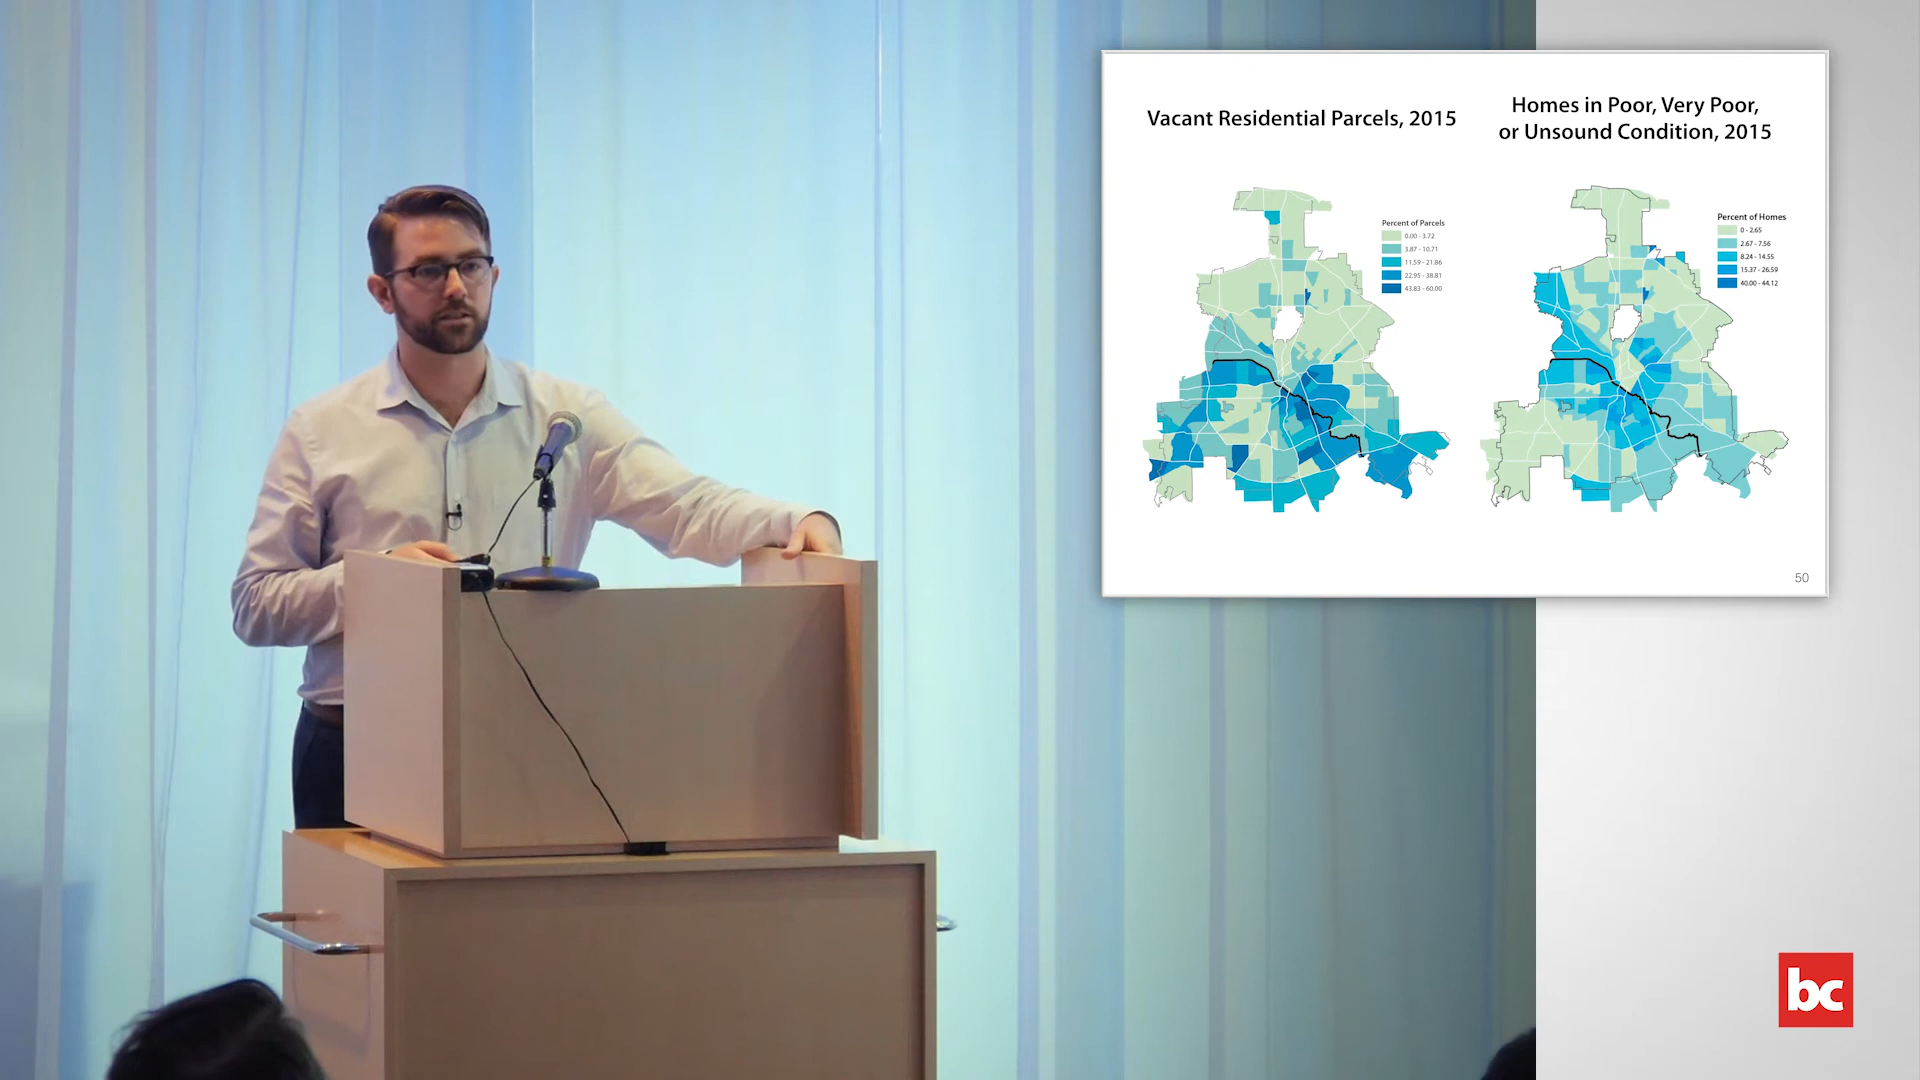 Vacant Residential Parcels, 2015
Percent of Parcels
0.00 - 3.72
3.87 - 10.71
11.59 - 21.86
22.95 - 38.81
43.83 - 60.00
Homes in Poor, Very Poor,
or Unsound Condition, 2015
Percent of Homes
0 - 2.65
2.67 - 7.56
8.24 - 14.55
15.37 - 26.59
40.00 - 44.12
50
bc